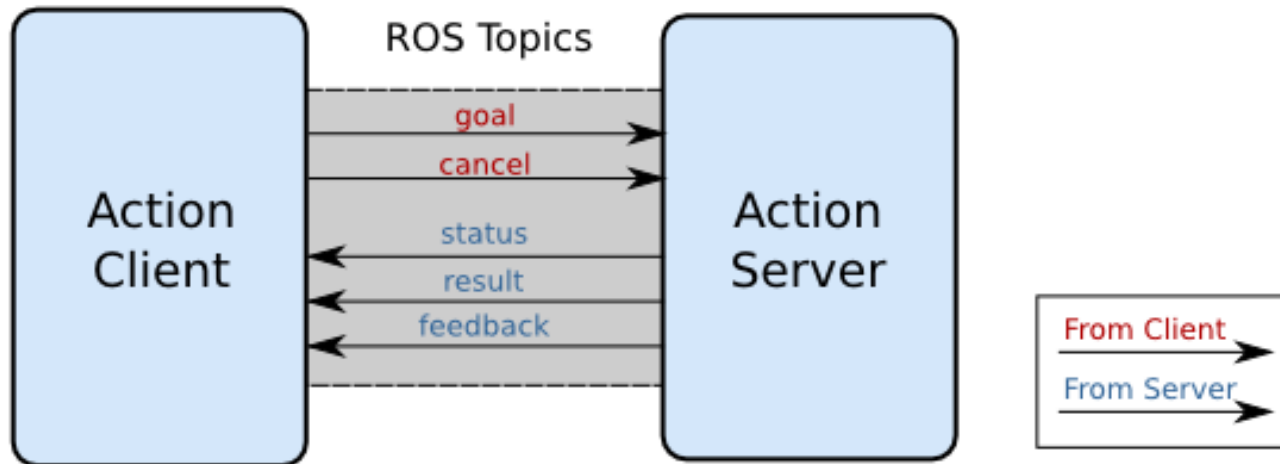 ROS Topics
goal
cancel
Action
Client
status
result
feedback
Action
Server
From Client
From Server